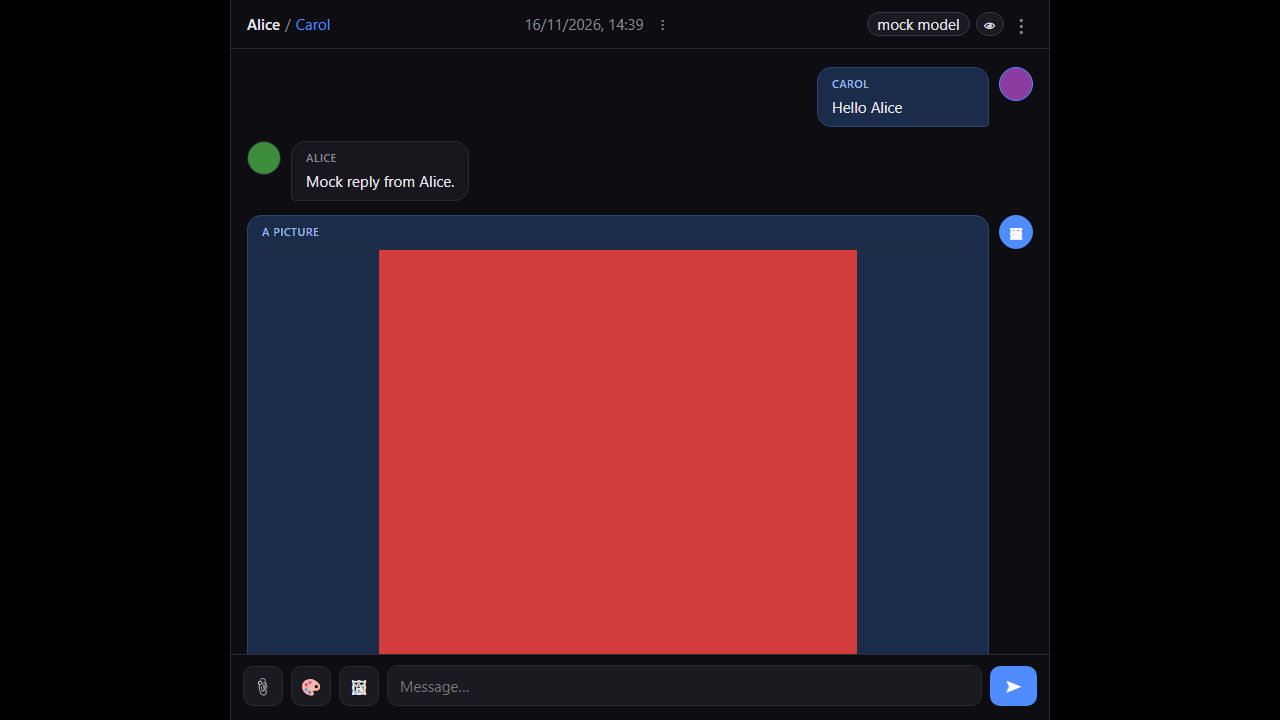 Alice / Carol
16/11/2026, 14:39
mock model
CAROL
Hello Alice
ALICE
Mock reply from Alice.
A PICTURE
Message...